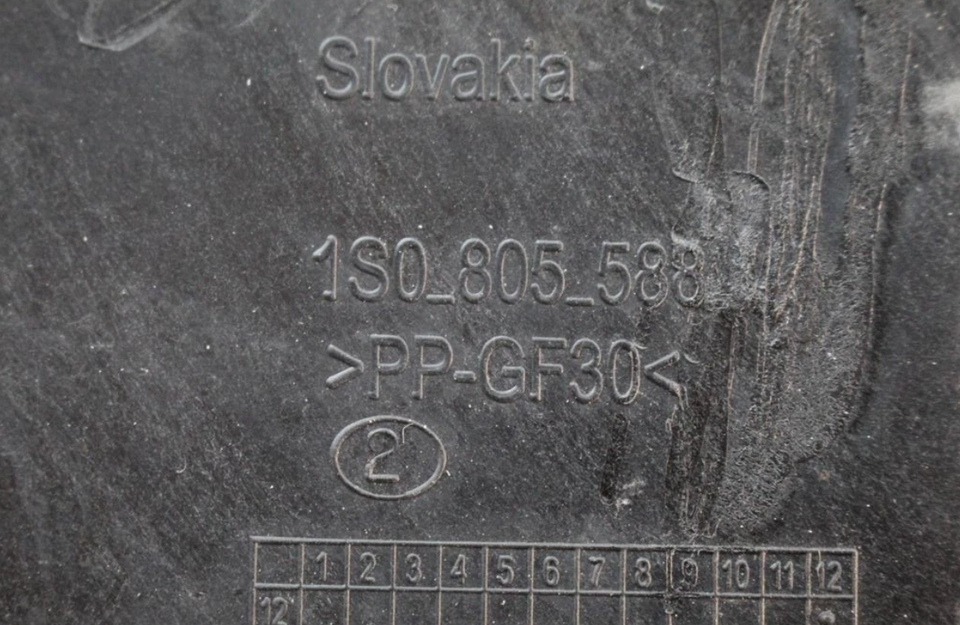 Slovakia
1S0_805_588
>PP-GF30<
2
1 2 3 4 5 6 7 8 9 10 11 12
12